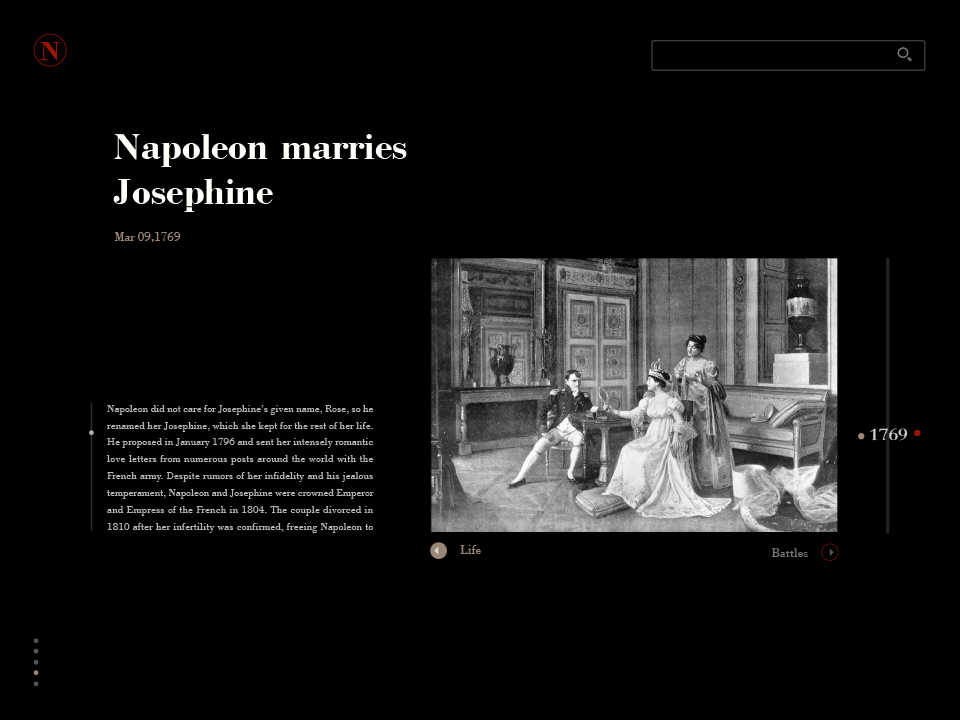 N
Napoleon marries
Josephine
Mar 09,1769
Napoleon did not care for Josephine's given name, Rose, so he
renamed her Josephine, which she kept for the rest of her life.
He proposed in January 1796 and sent her intensely romantic
love letters from numerous posts around the world with the
French army. Despite rumors of her infidelity and his jealous
temperament, Napoleon and Josephine were crowned Emperor
and Empress of the French in 1804. The couple divorced in
1810 after her infertility was confirmed, freeing Napoleon to
1769
Life
Battles